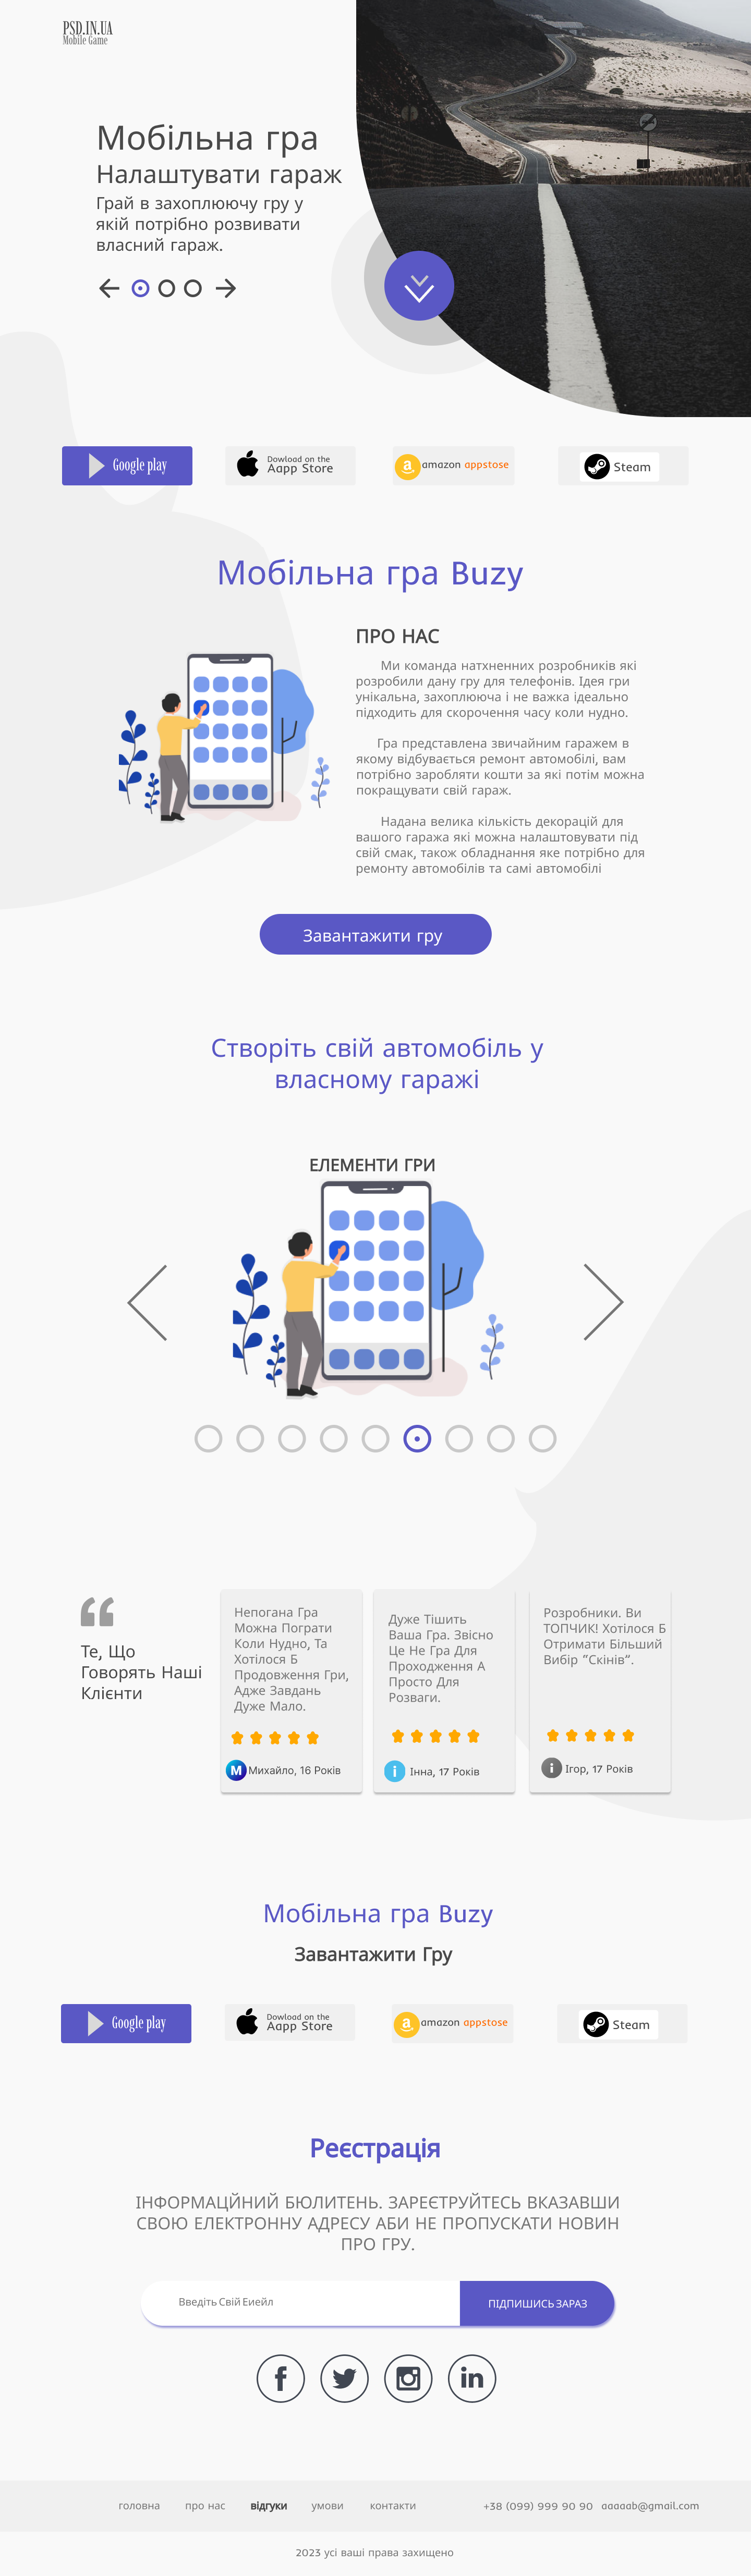 PSD.IN.UA
Mobile Game
Мобільна гра
Налаштувати гараж
Грай в захоплюючу гру у
якій потрібно розвивати
власний гараж.
Google play
Dowload on the
Aapp Store
amazon appstose
Steam
Мобільна гра Buzy
ПРО НАС
Ми команда натхненних розробників які
розробили дану гру для телефонів. Ідея гри
унікальна, захоплююча і не важка ідеально
підходить для скорочення часу коли нудно.
Гра представлена звичайним гаражем в
якому відбувається ремонт автомобілі, вам
потрібно заробляти кошти за які потім можна
покращувати свій гараж.
Надана велика кількість декорацій для
вашого гаража які можна налаштовувати під
свій смак, також обладнання яке потрібно для
ремонту автомобілів та самі автомобілі
Завантажити гру
Створіть свій автомобіль у
власному гаражі
ЕЛЕМЕНТИ ГРИ
Те, Що
Говорять Наші
Клієнти
Непогана Гра
Можна Пограти
Коли Нудно, Та
Хотілося Б
Продовження Гри,
Адже Завдань
Дуже Мало.
М
Михайло, 16 Років
Дуже Тішить
Ваша Гра. Звісно
Це Не Гра Для
Проходження А
Просто Для
Розваги.
і
Інна, 17 Років
Розробники. Ви
ТОПЧИК! Хотілося Б
Отримати Більший
Вибір "Скінів".
і
Ігор, 17 Років
Мобільна гра Buzy
Завантажити Гру
Google play
Dowload on the
Aapp Store
amazon appstose
Steam
Реєстрація
ІНФОРМАЦЙНИЙ БЮЛИТЕНЬ. ЗАРЕЄТРУЙТЕСЬ ВКАЗАВШИ
СВОЮ ЕЛЕКТРОННУ АДРЕСУ АБИ НЕ ПРОПУСКАТИ НОВИН
ПРО ГРУ.
Введіть Свій Еиейл
ПІДПИШИСЬ ЗАРАЗ
головна про нас відгуки умови контакти +38 (099) 999 90 90 aaaaab@gmail.com
2023 усі ваші права захищено